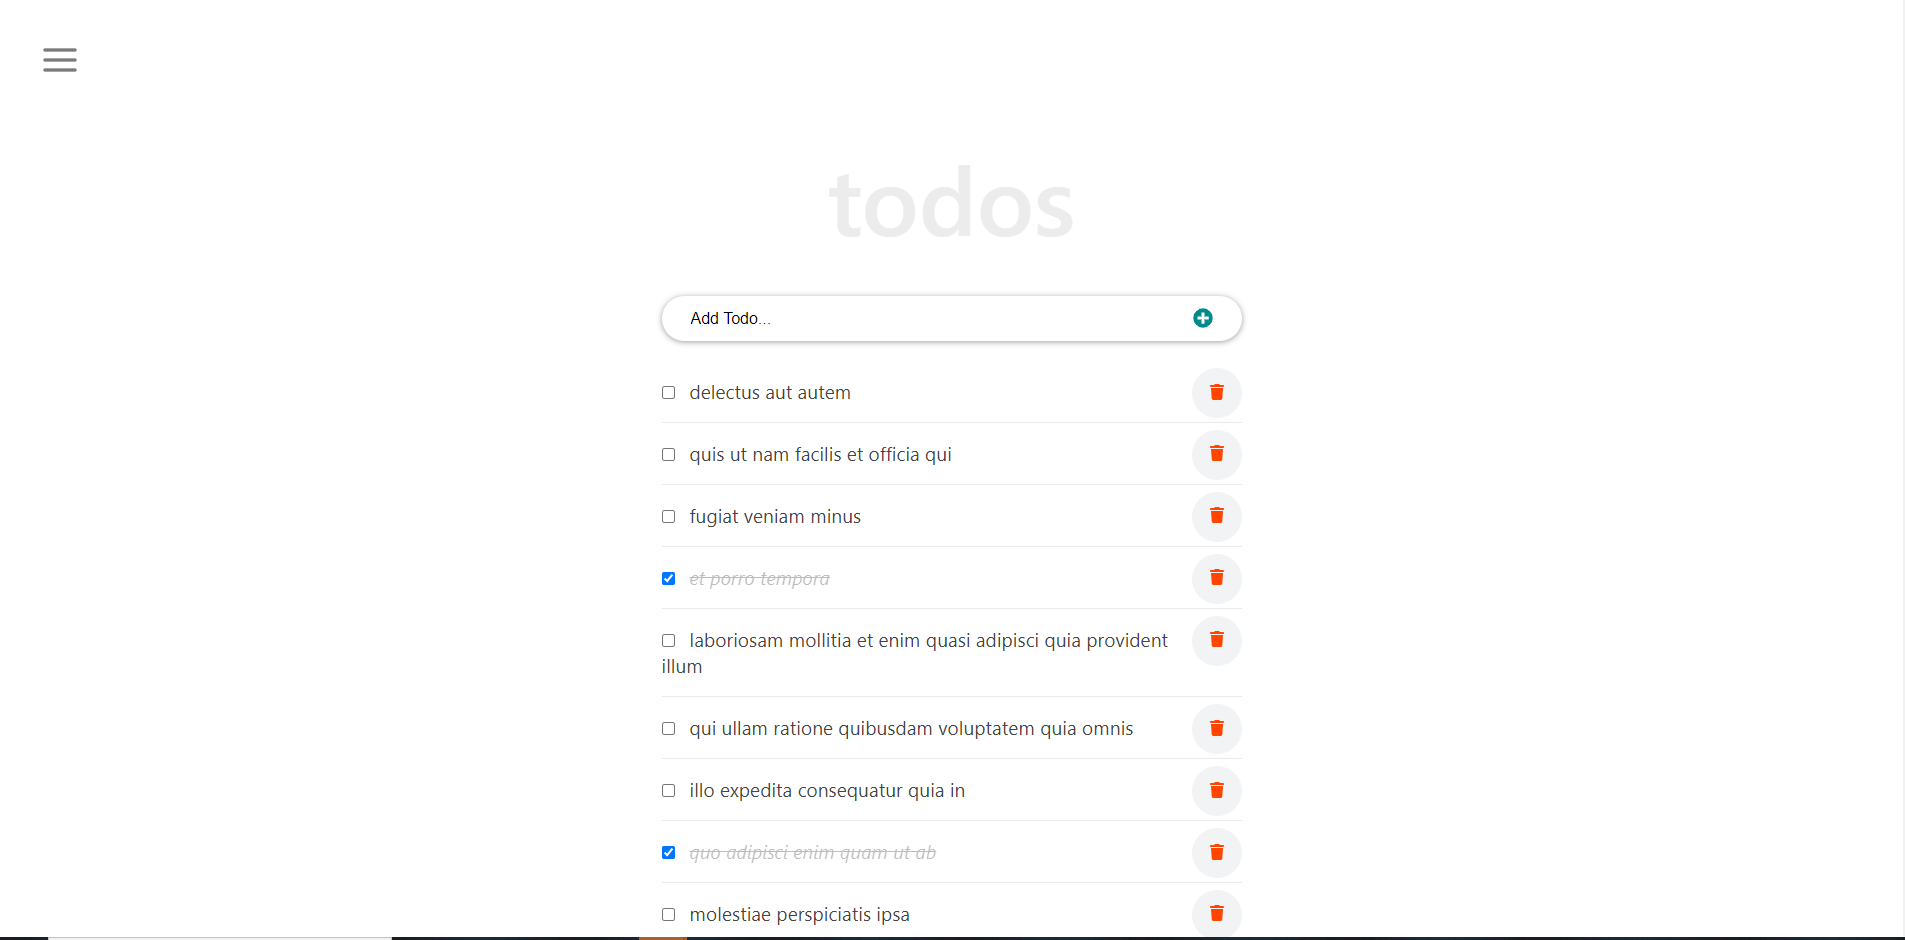 todos
Add Todo...
delectus aut autem
quis ut nam facilis et officia qui
fugiat veniam minus
et porro tempora
laboriosam mollitia et enim quasi adipisci quia provident
illum
qui ullam ratione quibusdam voluptatem quia omnis
illo expedita consequatur quia in
quo adipisci enim quam ut ab
molestiae perspiciatis ipsa